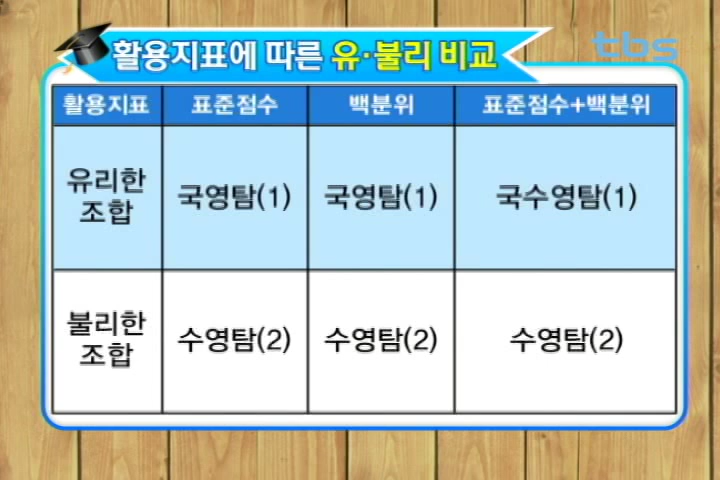 활용지표에 따른 유·불리 비교
tbs
활용지표 표준점수 백분위 표준점수+백분위
유리한
조합
국영탐(1) 국영탐(1) 국수영탐(1)
불리한
조합
수영탐(2) 수영탐(2) 수영탐(2)